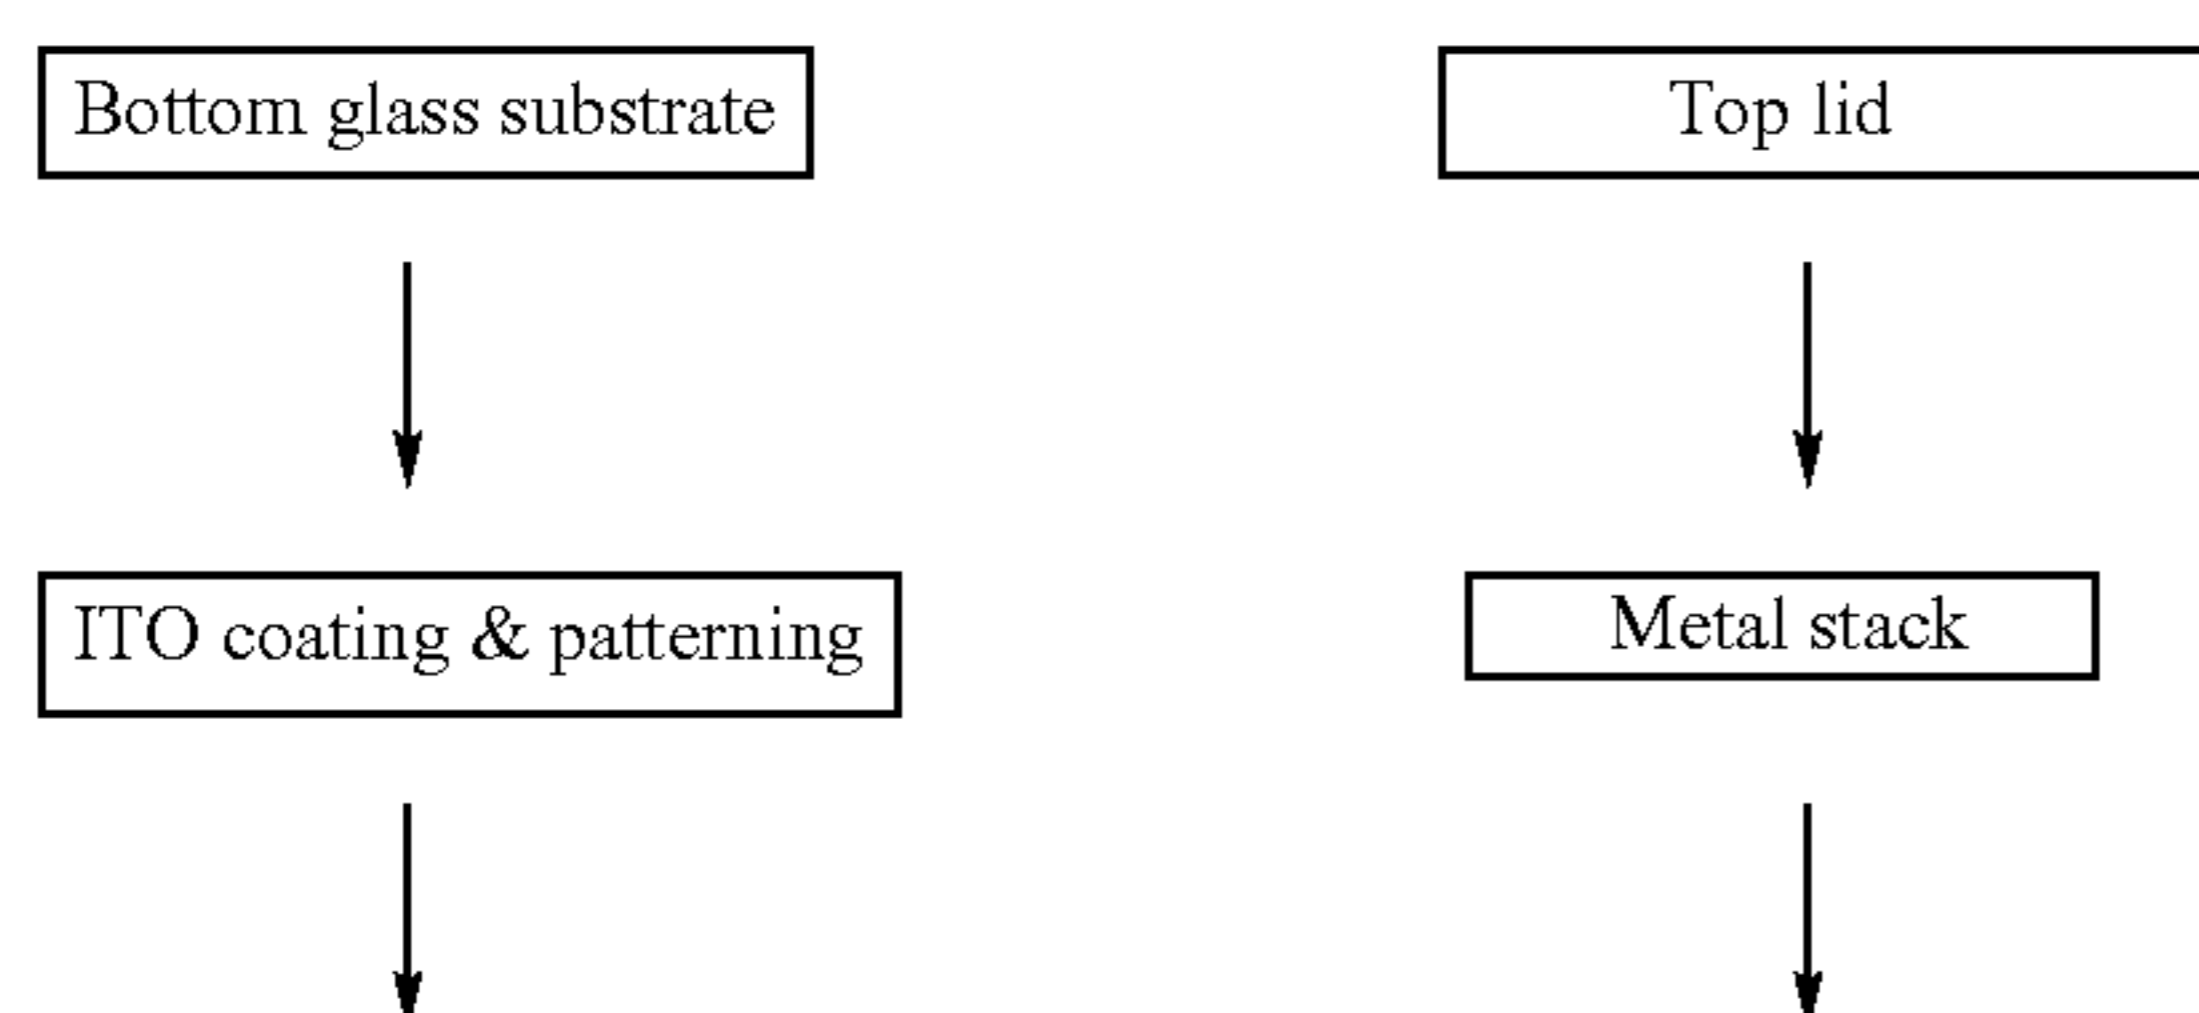 Bottom glass substrate
Top lid
ITO coating & patterning
Metal stack